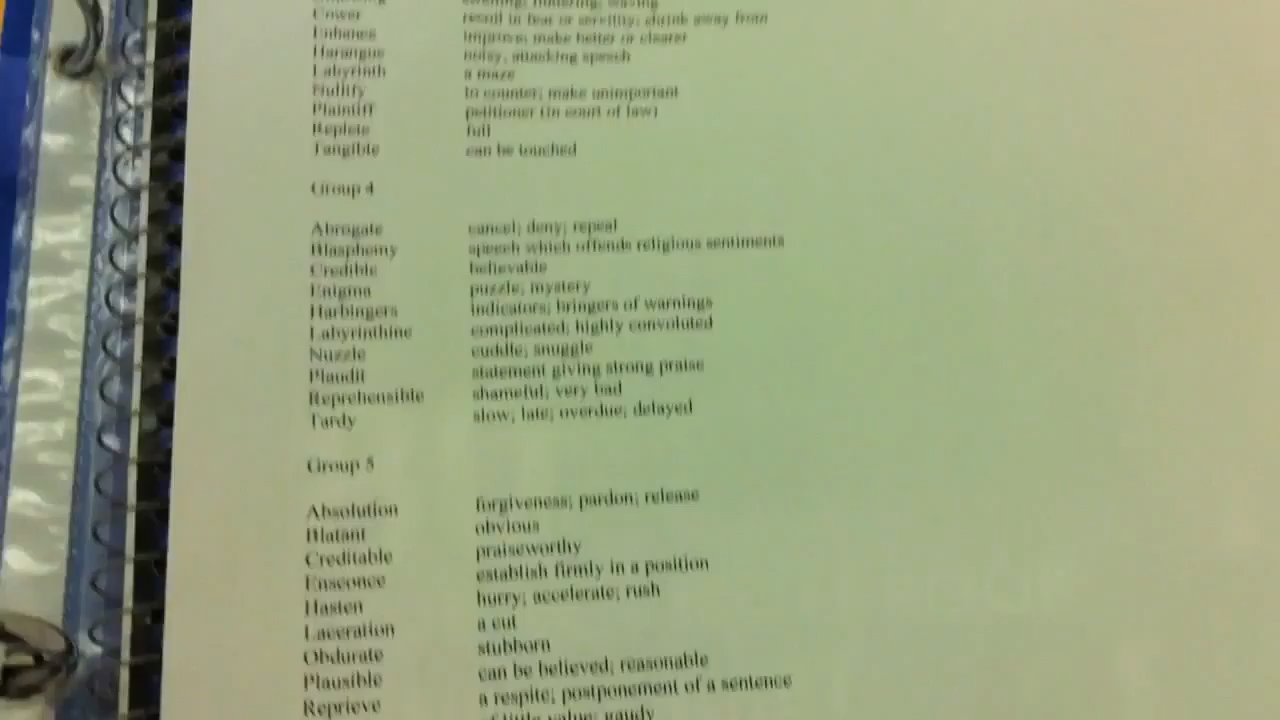 Cower recoil in fear or servility; shrink away from
Enhance improve; make better or clearer
Harangue noisy, attacking speech
Labyrinth a maze
Nullify to counter; make unimportant
Plaintiff petitioner (in court of law)
Replete full
Tangible can be touched
Group 4
Abrogate cancel; deny; repeal
Blasphemy speech which offends religious sentiments
Credible believable
Enigma puzzle; mystery
Harbingers indicators; bringers of warnings
Labyrinthine complicated; highly convoluted
Nuzzle cuddle; snuggle
Plaudit statement giving strong praise
Reprehensible shameful; very bad
Tardy slow; late; overdue; delayed
Group 5
Absolution forgiveness; pardon; release
Blatant obvious
Creditable praiseworthy
Ensconce establish firmly in a position
Hasten hurry; accelerate; rush
Laceration a cut
Obdurate stubborn
Plausible can be believed; reasonable
Reprieve a respite; postponement of a sentence
of little value; gaudy